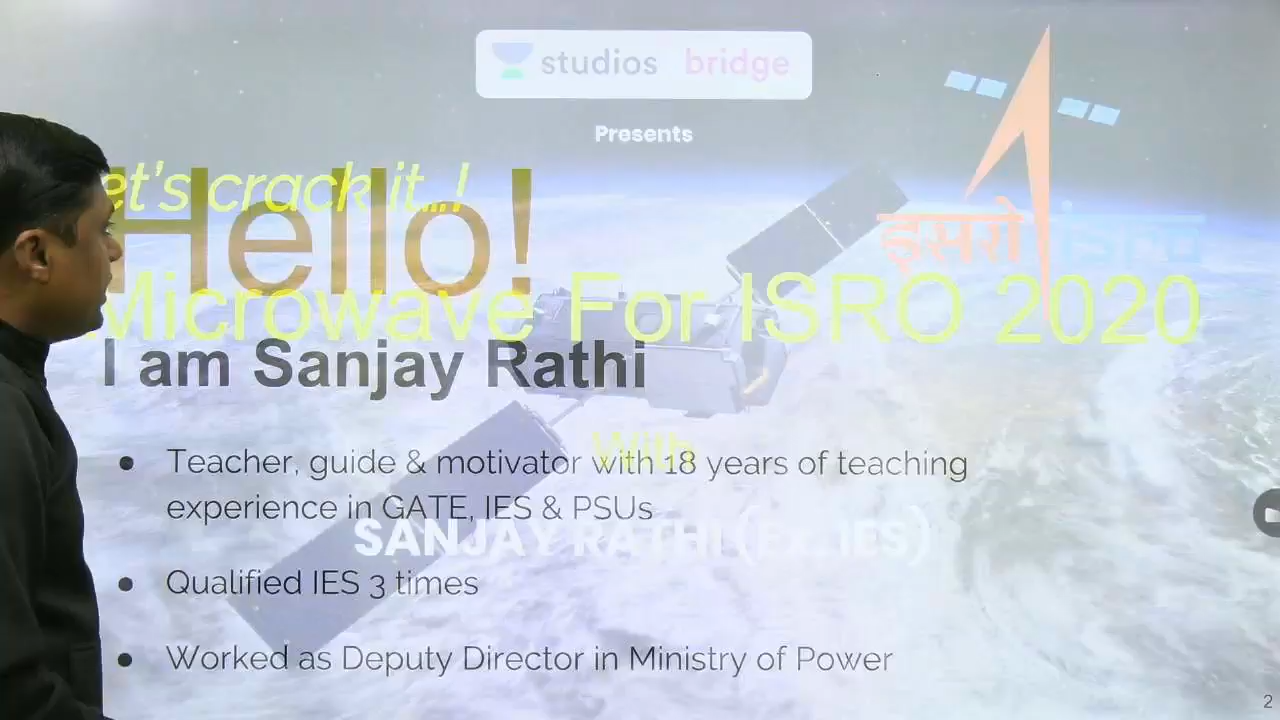 studios bridge
Presents
et's crack it...!
Hello!
Microwave For ISRO 2020
इसरो isro
I am Sanjay Rathi
With
Teacher, guide & motivator with 18 years of teaching
experience in GATE, IES & PSUs
SANJAY RATHI (Ex. IES)
Qualified IES 3 times
Worked as Deputy Director in Ministry of Power
2